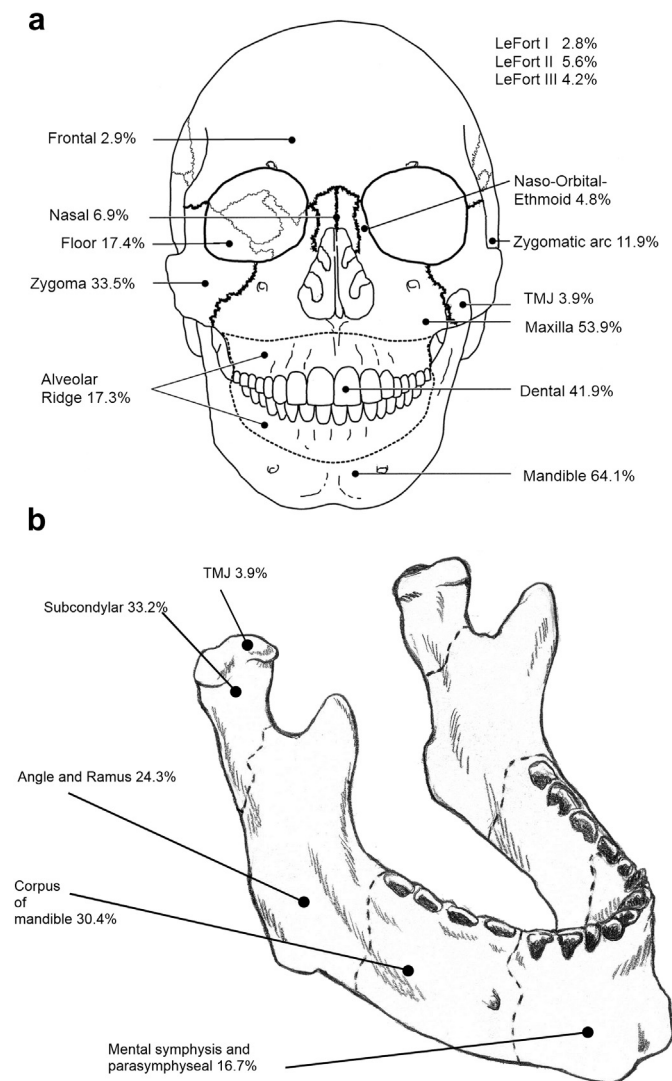 a
LeFort I 2.8%
LeFort II 5.6%
LeFort III 4.2%
Frontal 2.9%
Naso-Orbital-
Ethmoid 4.8%
Nasal 6.9%
Floor 17.4%
Zygomatic arc 11.9%
Zygoma 33.5%
TMJ 3.9%
Maxilla 53.9%
Alveolar
Ridge 17.3%
Dental 41.9%
Mandible 64.1%
b
TMJ 3.9%
Subcondylar 33.2%
Angle and Ramus 24.3%
Corpus
of
mandible 30.4%
Mental symphysis and
parasymphyseal 16.7%